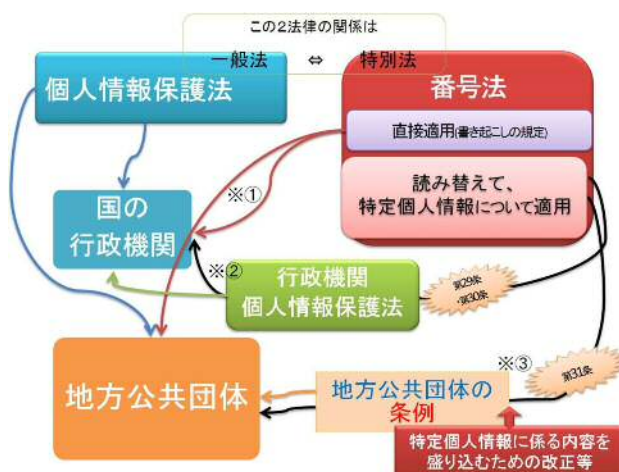 この2法律の関係は
一般法 ⇔ 特別法
個人情報保護法
番号法
直接適用(書き起こしの規定)
読み替えて、
特定個人情報について適用
※①
国の
行政機関
※②
行政機関
個人情報保護法
第29条
・第30条
※③
第31条
地方公共団体
地方公共団体の
条例
特定個人情報に係る内容を
盛り込むための改正等